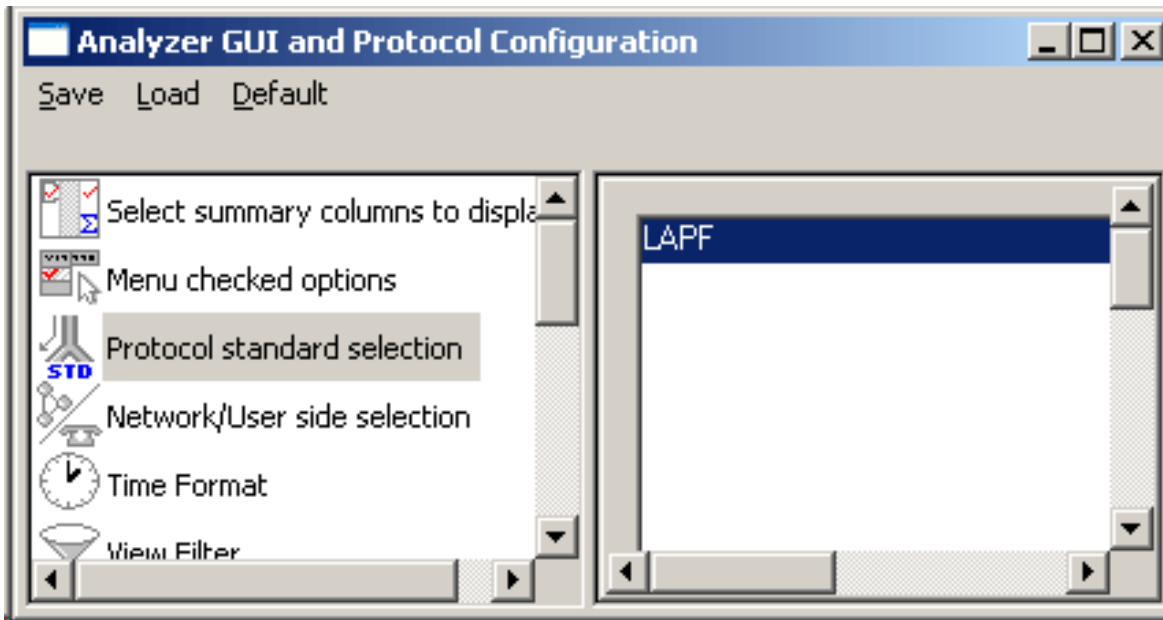 Analyzer GUI and Protocol Configuration
Save Load Default
Select summary columns to displa
Menu checked options
STD
Protocol standard selection
Network/User side selection
Time Format
View Filter
LAPF